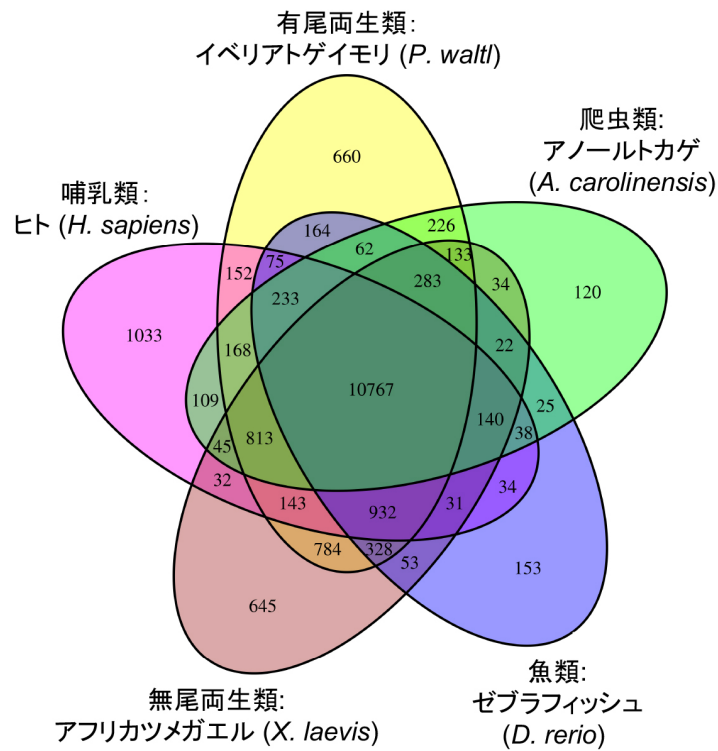 有尾両生類:
イベリアトゲイモリ (P. waltl)
爬虫類:
アノールトカゲ
(A. carolinensis)
哺乳類:
ヒト (H. sapiens)
660
164
226
62
133
75
152
283
34
120
233
1033
22
168
10767
109
25
140
38
813
45
32
34
143
31
932
784
328
53
153
645
無尾両生類:
アフリカツメガエル (X. laevis)
魚類:
ゼブラフィッシュ
(D. rerio)